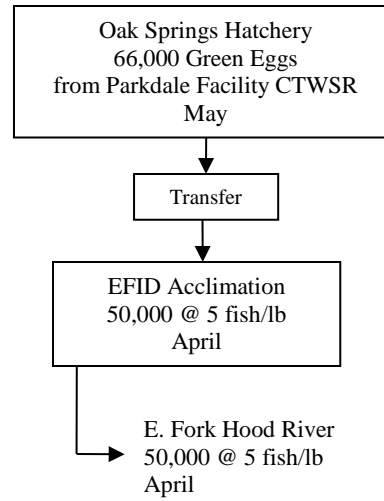 Oak Springs Hatchery
66,000 Green Eggs
from Parkdale Facility CTWSR
May
Transfer
EFID Acclimation
50,000 @ 5 fish/lb
April
E. Fork Hood River
50,000 @ 5 fish/lb
April